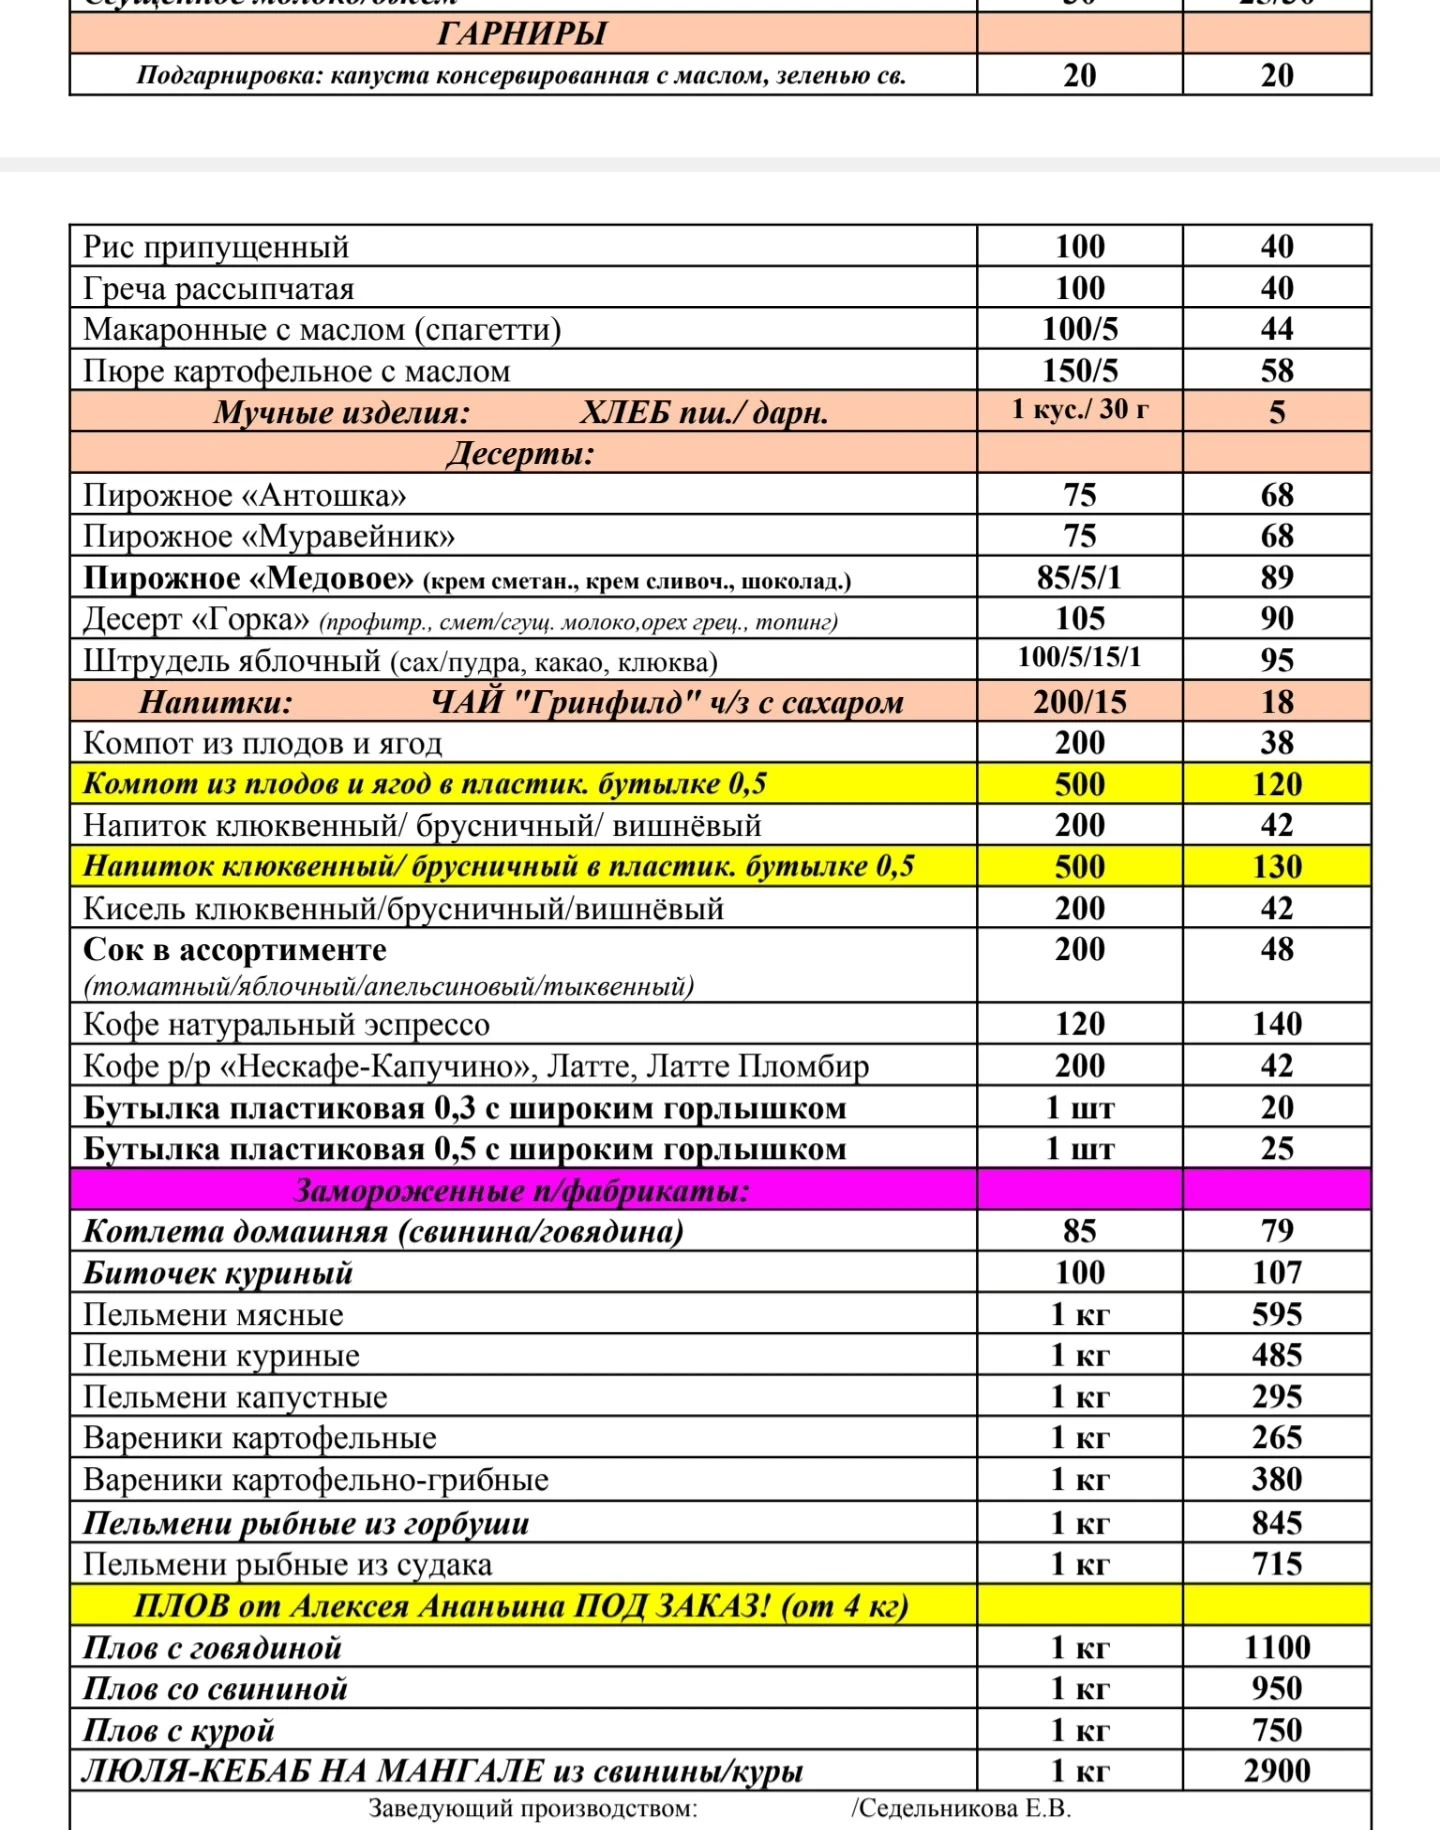 Сгущенное молоко/джем 50 25/30
ГАРНИРЫ
Подгарнировка: капуста консервированная с маслом, зеленью св. 20 20
Рис припущенный 100 40
Греча рассыпчатая 100 40
Макаронные с маслом (спагетти) 100/5 44
Пюре картофельное с маслом 150/5 58
Мучные изделия: ХЛЕБ пш./ дарн. 1 кус./ 30 г 5
Десерты:
Пирожное «Антошка» 75 68
Пирожное «Муравейник» 75 68
Пирожное «Медовое» (крем сметан., крем сливоч., шоколад.) 85/5/1 89
Десерт «Горка» (профитр., смет/сгущ. молоко,орех грец., топинг) 105 90
Штрудель яблочный (сах/пудра, какао, клюква) 100/5/15/1 95
Напитки: ЧАЙ "Гринфилд" ч/з с сахаром 200/15 18
Компот из плодов и ягод 200 38
Компот из плодов и ягод в пластик. бутылке 0,5 500 120
Напиток клюквенный/ брусничный/ вишнёвый 200 42
Напиток клюквенный/ брусничный в пластик. бутылке 0,5 500 130
Кисель клюквенный/брусничный/вишнёвый 200 42
Сок в ассортименте 200 48
(томатный/яблочный/апельсиновый/тыквенный)
Кофе натуральный эспрессо 120 140
Кофе р/р «Нескафе-Капучино», Латте, Латте Пломбир 200 42
Бутылка пластиковая 0,3 с широким горлышком 1 шт 20
Бутылка пластиковая 0,5 с широким горлышком 1 шт 25
Замороженные п/фабрикаты:
Котлета домашняя (свинина/говядина) 85 79
Биточек куриный 100 107
Пельмени мясные 1 кг 595
Пельмени куриные 1 кг 485
Пельмени капустные 1 кг 295
Вареники картофельные 1 кг 265
Вареники картофельно-грибные 1 кг 380
Пельмени рыбные из горбуши 1 кг 845
Пельмени рыбные из судака 1 кг 715
ПЛОВ от Алексея Ананьина ПОД ЗАКАЗ! (от 4 кг)
Плов с говядиной 1 кг 1100
Плов со свининой 1 кг 950
Плов с курой 1 кг 750
ЛЮЛЯ-КЕБАБ НА МАНГАЛЕ из свинины/куры 1 кг 2900
Заведующий производством: /Седельникова Е.В.